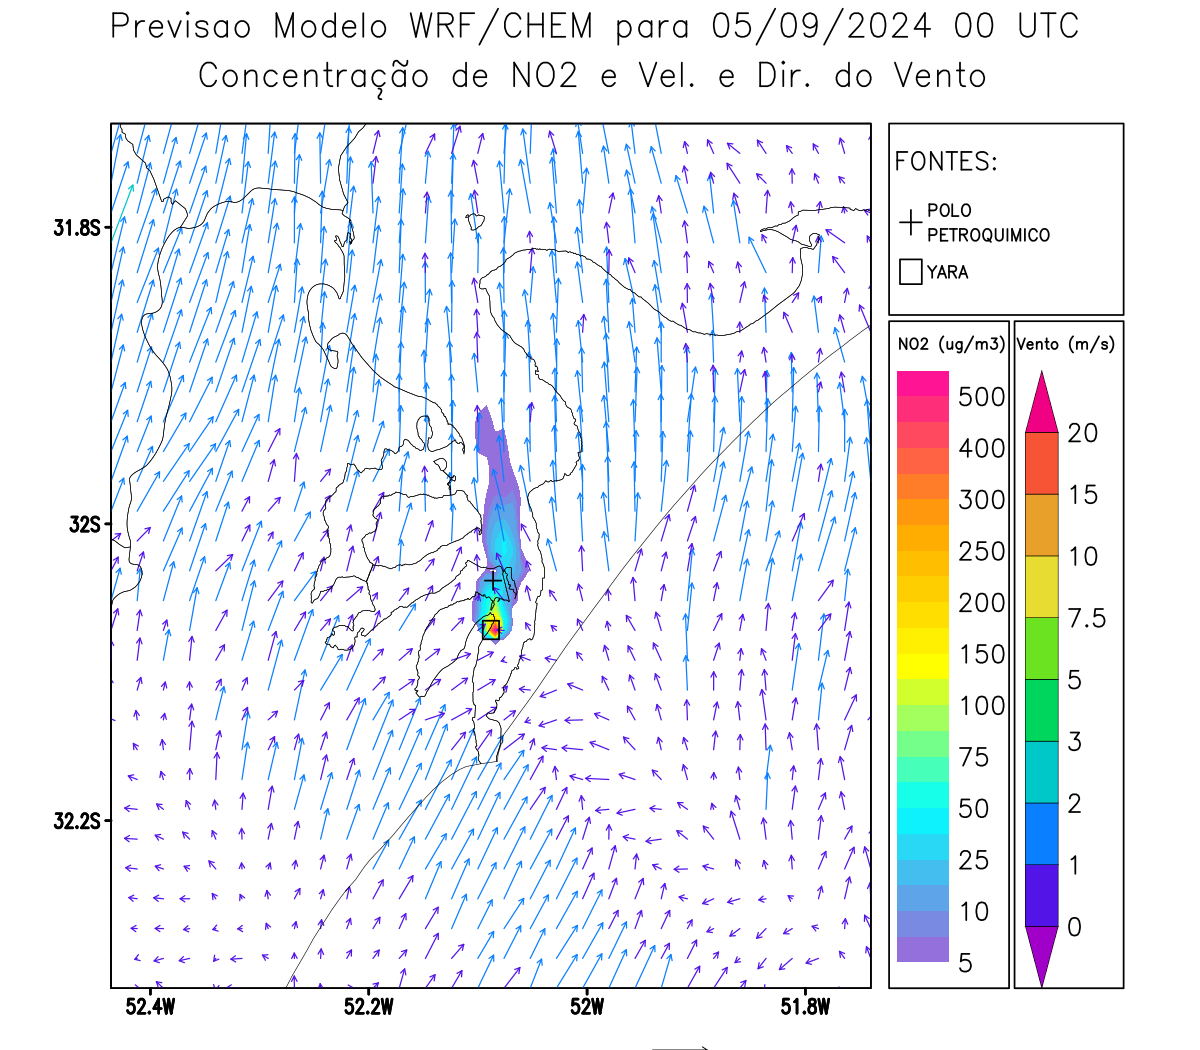 Previsao Modelo WRF/CHEM para 05/09/2024 00 UTC
Concentração de NO2 e Vel. e Dir. do Vento
FONTES:
POLO
PETROQUIMICO
YARA
NO2 (ug/m3)
500
400
300
250
200
150
100
75
50
25
10
5
Vento (m/s)
20
15
10
7.5
5
3
2
1
0
31.8S
32S
32.2S
52.4W
52.2W
52W
51.8W